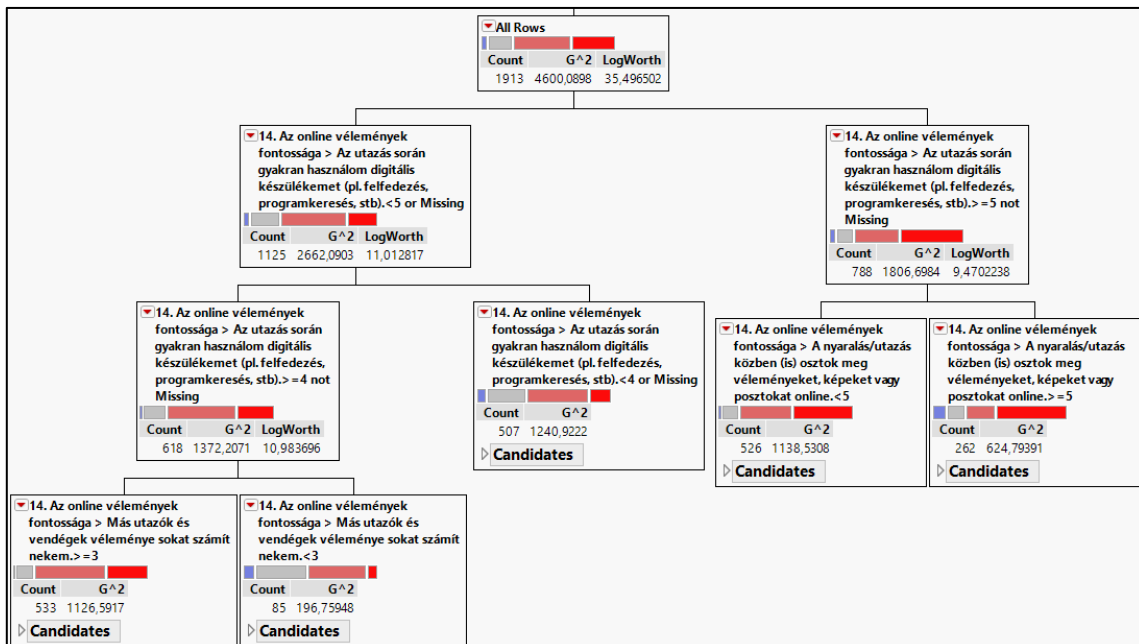 All Rows
Count G^2 LogWorth
1913 4600,0898 35,496502
14. Az online vélemények
fontossága > Az utazás során
gyakran használom digitális
készülékemet (pl. felfedezés,
programkeresés, stb).<5 or Missing
Count G^2 LogWorth
1125 2662,0903 11,012817
14. Az online vélemények
fontossága > Az utazás során
gyakran használom digitális
készülékemet (pl. felfedezés,
programkeresés, stb).>=5 not
Missing
Count G^2 LogWorth
788 1806,6984 9,4702238
14. Az online vélemények
fontossága > Az utazás során
gyakran használom digitális
készülékemet (pl. felfedezés,
programkeresés, stb).>=4 not
Missing
Count G^2 LogWorth
618 1372,2071 10,983696
14. Az online vélemények
fontossága > Az utazás során
gyakran használom digitális
készülékemet (pl. felfedezés,
programkeresés, stb).<4 or Missing
Count G^2
507 1240,9222
Candidates
14. Az online vélemények
fontossága > A nyaralás/utazás
közben (is) osztok meg
véleményeket, képeket vagy
posztokat online.<5
Count G^2
526 1138,5308
Candidates
14. Az online vélemények
fontossága > A nyaralás/utazás
közben (is) osztok meg
véleményeket, képeket vagy
posztokat online.>=5
Count G^2
262 624,79391
Candidates
14. Az online vélemények
fontossága > Más utazók és
vendégek véleménye sokat számít
nekem.>=3
Count G^2
533 1126,5917
Candidates
14. Az online vélemények
fontossága > Más utazók és
vendégek véleménye sokat számít
nekem.<3
Count G^2
85 196,75948
Candidates